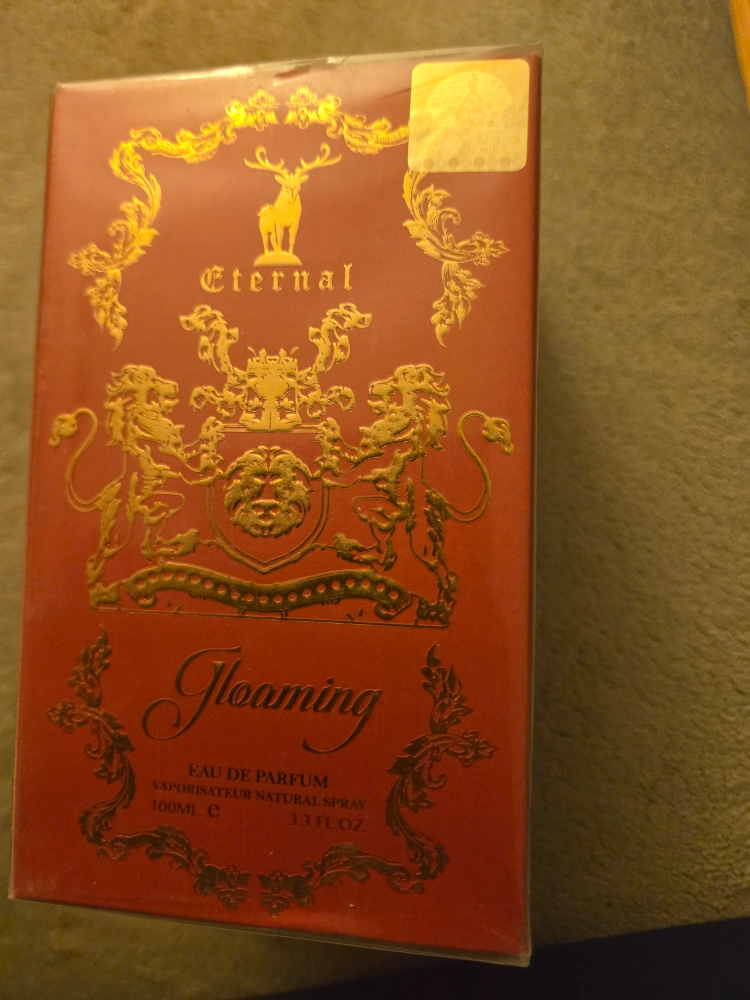 Eternal
Gloaming
EAU DE PARFUM
VAPORISATEUR NATURAL SPRAY
100ML e
3.3 FL.OZ.